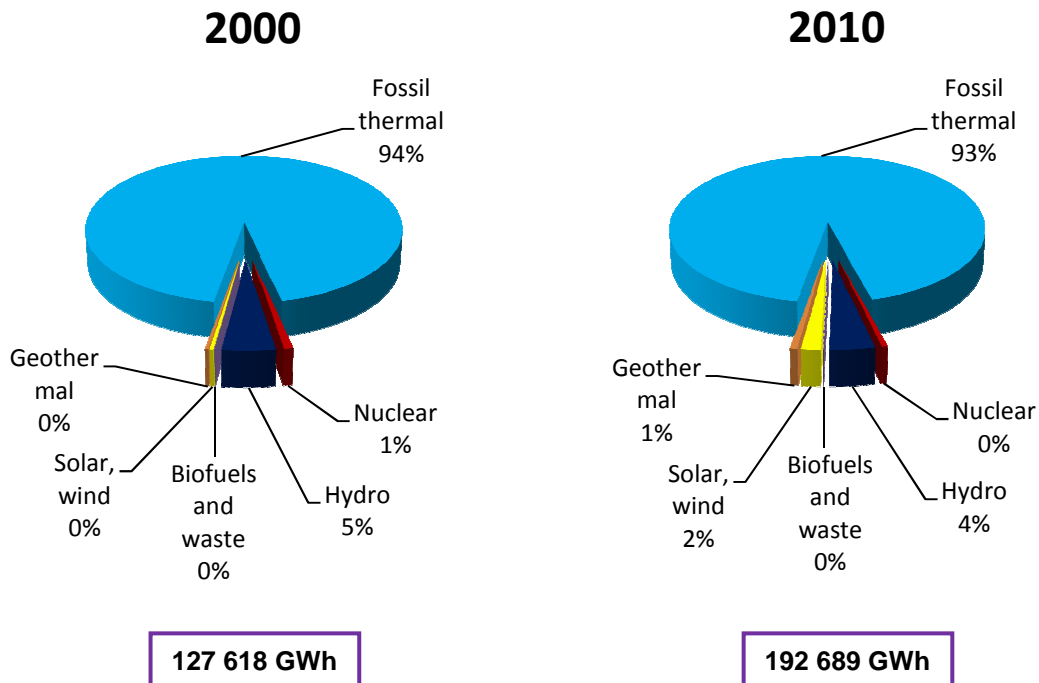 2000
Fossil
thermal
94%
Geother
mal
0%
Solar,
wind
0%
Biofuels
and
waste
0%
Hydro
5%
Nuclear
1%
127 618 GWh
2010
Fossil
thermal
93%
Geother
mal
1%
Solar,
wind
2%
Biofuels
and
waste
0%
Hydro
4%
Nuclear
0%
192 689 GWh